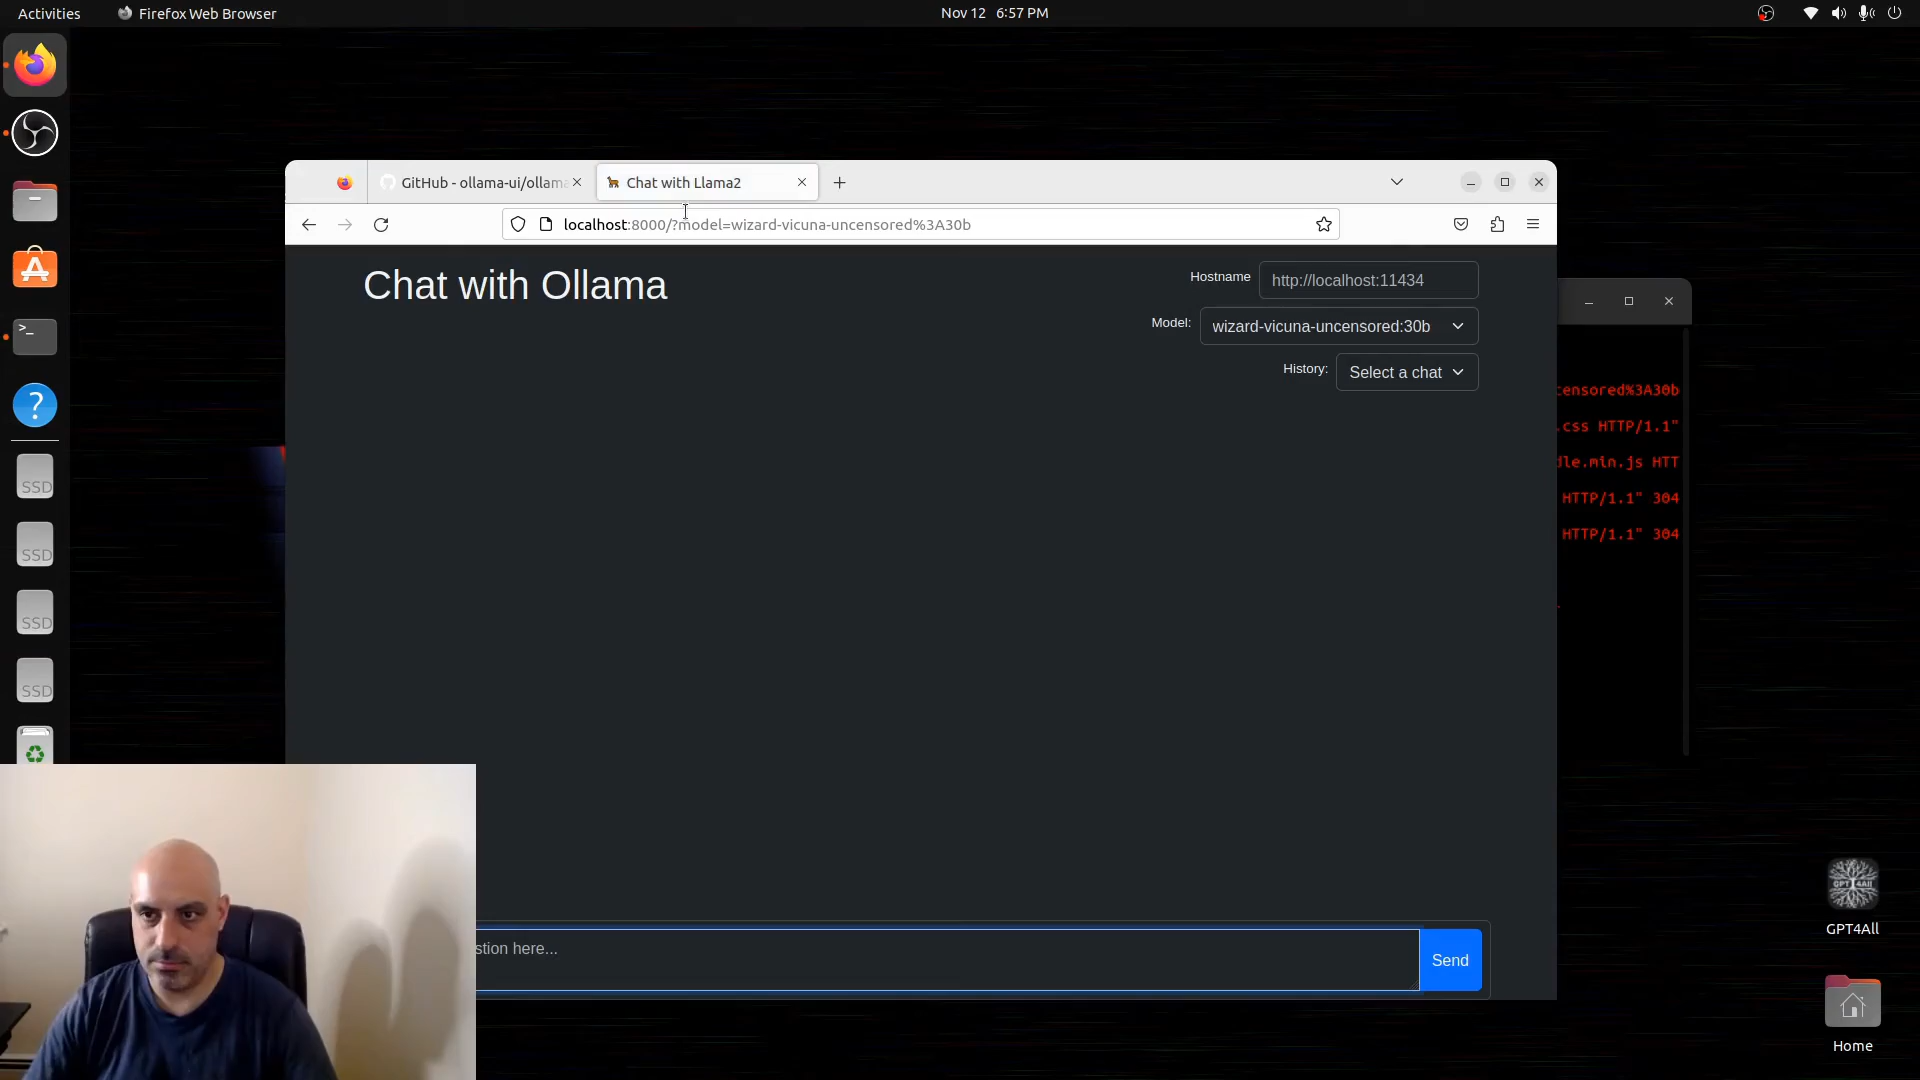 Activities
Firefox Web Browser
Nov 12 6:57 PM
GitHub - ollama-ui/ollama
Chat with Llama2
localhost:8000/?model=wizard-vicuna-uncensored%3A30b
Chat with Ollama
Hostname
http://localhost:11434
Model:
wizard-vicuna-uncensored:30b
History:
Select a chat
ensored%3A30b
.css HTTP/1.1"
dle.min.js HTT
HTTP/1.1" 304
HTTP/1.1" 304
SSD
SSD
SSD
SSD
stion here...
Send
GPT4All
GPT4All
Home